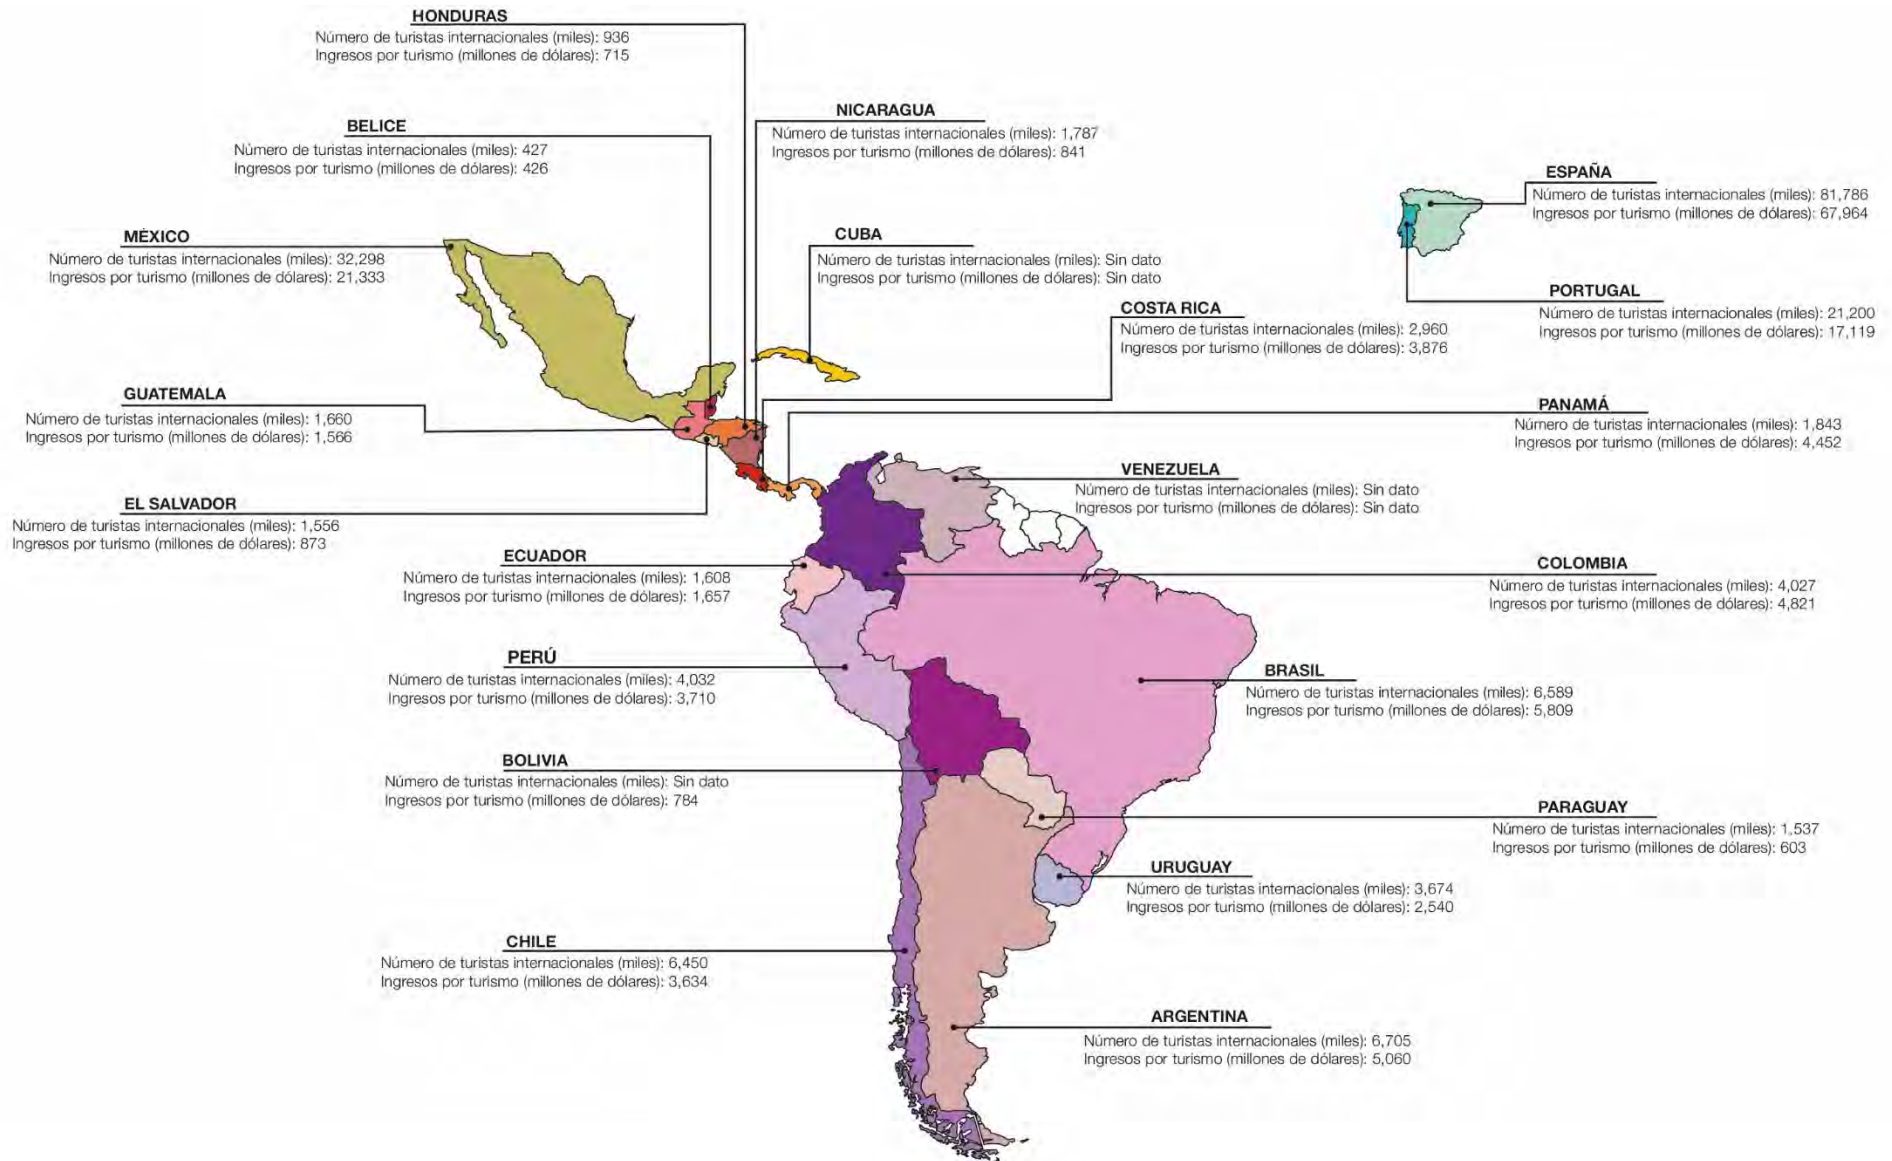 HONDURAS
Número de turistas internacionales (miles): 936
Ingresos por turismo (millones de dólares): 715
NICARAGUA
Número de turistas internacionales (miles): 1,787
Ingresos por turismo (millones de dólares): 841
BELICE
Número de turistas internacionales (miles): 427
Ingresos por turismo (millones de dólares): 426
ESPAÑA
Número de turistas internacionales (miles): 81,786
Ingresos por turismo (millones de dólares): 67,964
MÉXICO
Número de turistas internacionales (miles): 32,298
Ingresos por turismo (millones de dólares): 21,333
CUBA
Número de turistas internacionales (miles): Sin dato
Ingresos por turismo (millones de dólares): Sin dato
PORTUGAL
Número de turistas internacionales (miles): 21,200
Ingresos por turismo (millones de dólares): 17,119
COSTA RICA
Número de turistas internacionales (miles): 2,960
Ingresos por turismo (millones de dólares): 3,876
GUATEMALA
Número de turistas internacionales (miles): 1,660
Ingresos por turismo (millones de dólares): 1,566
PANAMÁ
Número de turistas internacionales (miles): 1,843
Ingresos por turismo (millones de dólares): 4,452
VENEZUELA
Número de turistas internacionales (miles): Sin dato
Ingresos por turismo (millones de dólares): Sin dato
EL SALVADOR
Número de turistas internacionales (miles): 1,556
Ingresos por turismo (millones de dólares): 873
ECUADOR
Número de turistas internacionales (miles): 1,608
Ingresos por turismo (millones de dólares): 1,657
COLOMBIA
Número de turistas internacionales (miles): 4,027
Ingresos por turismo (millones de dólares): 4,821
PERÚ
Número de turistas internacionales (miles): 4,032
Ingresos por turismo (millones de dólares): 3,710
BRASIL
Número de turistas internacionales (miles): 6,589
Ingresos por turismo (millones de dólares): 5,809
BOLIVIA
Número de turistas internacionales (miles): Sin dato
Ingresos por turismo (millones de dólares): 784
PARAGUAY
Número de turistas internacionales (miles): 1,537
Ingresos por turismo (millones de dólares): 603
URUGUAY
Número de turistas internacionales (miles): 3,674
Ingresos por turismo (millones de dólares): 2,540
CHILE
Número de turistas internacionales (miles): 6,450
Ingresos por turismo (millones de dólares): 3,634
ARGENTINA
Número de turistas internacionales (miles): 6,705
Ingresos por turismo (millones de dólares): 5,060